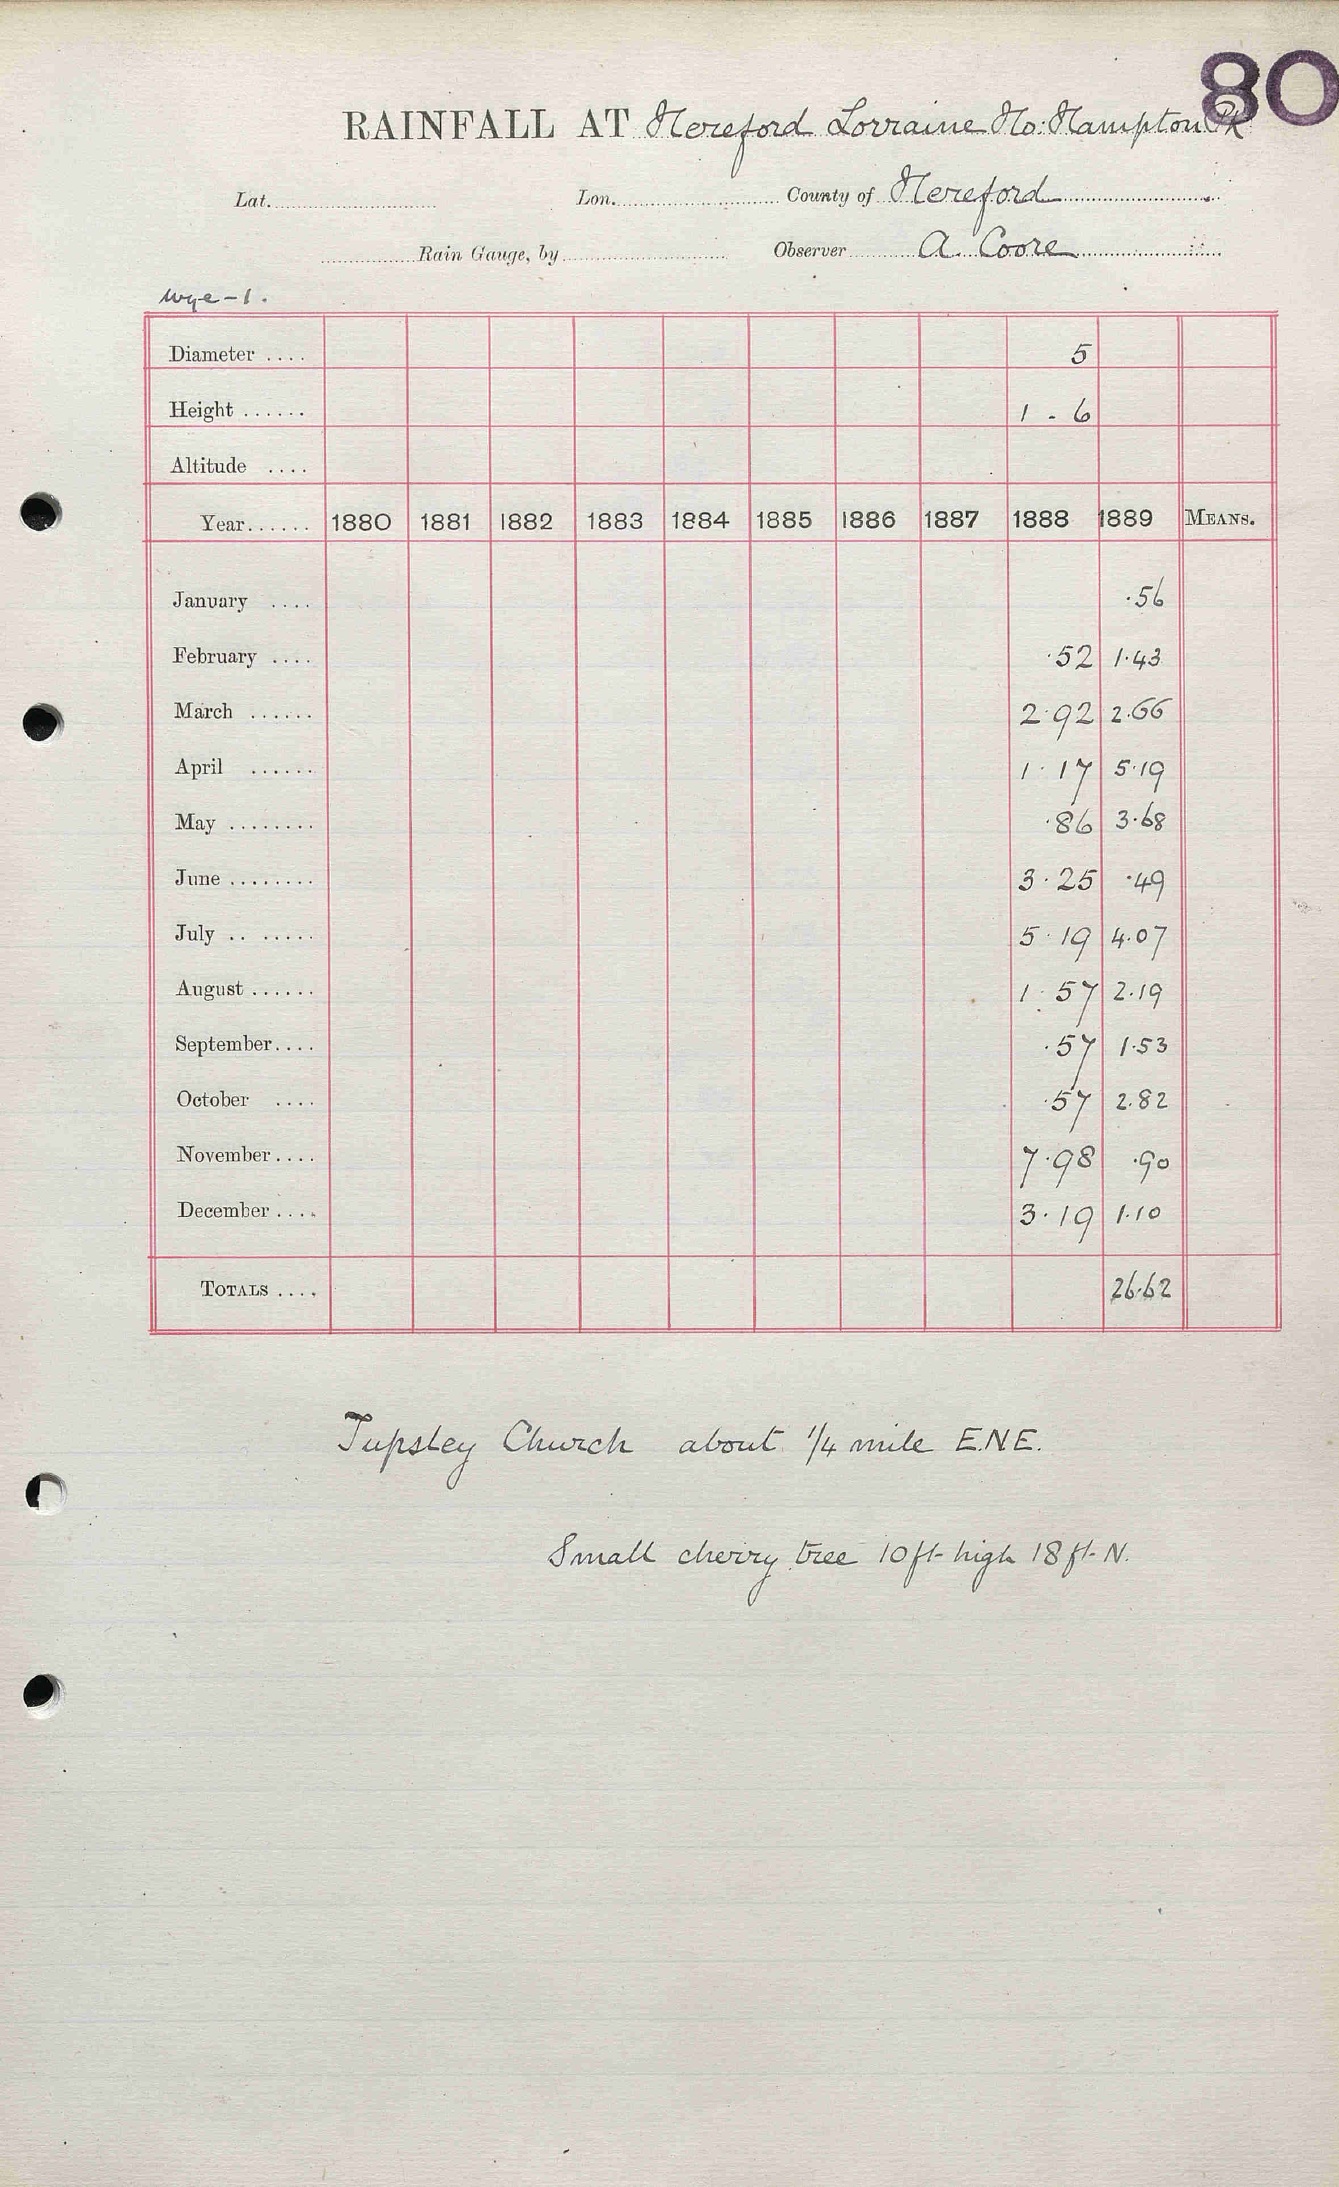 80
RAINFALL AT Hereford Lorraine Ho: Hampton Pk
Lat. Lon. County of Hereford
Rain Gauge, by Observer A. Coore
Wye-1.
Diameter .... 5
Height ...... 1 - 6
Altitude ....
Year...... 1880 1881 1882 1883 1884 1885 1886 1887 1888 1889 MEANS.
January .... ·56
February .... ·52 1·43
March ...... 2·92 2·66
April ...... 1·17 5·19
May ........ ·86 3·68
June ........ 3·25 ·49
July .. ..... 5·19 4·07
August ...... 1·57 2·19
September.... ·57 1·53
October .... ·57 2·82
November.... 7·98 ·90
December .... 3·19 1·10
TOTALS .... 26·62
Tupsley Church about 1/4 mile E.N.E.
Small cherry tree 10 ft- high 18 ft- N.